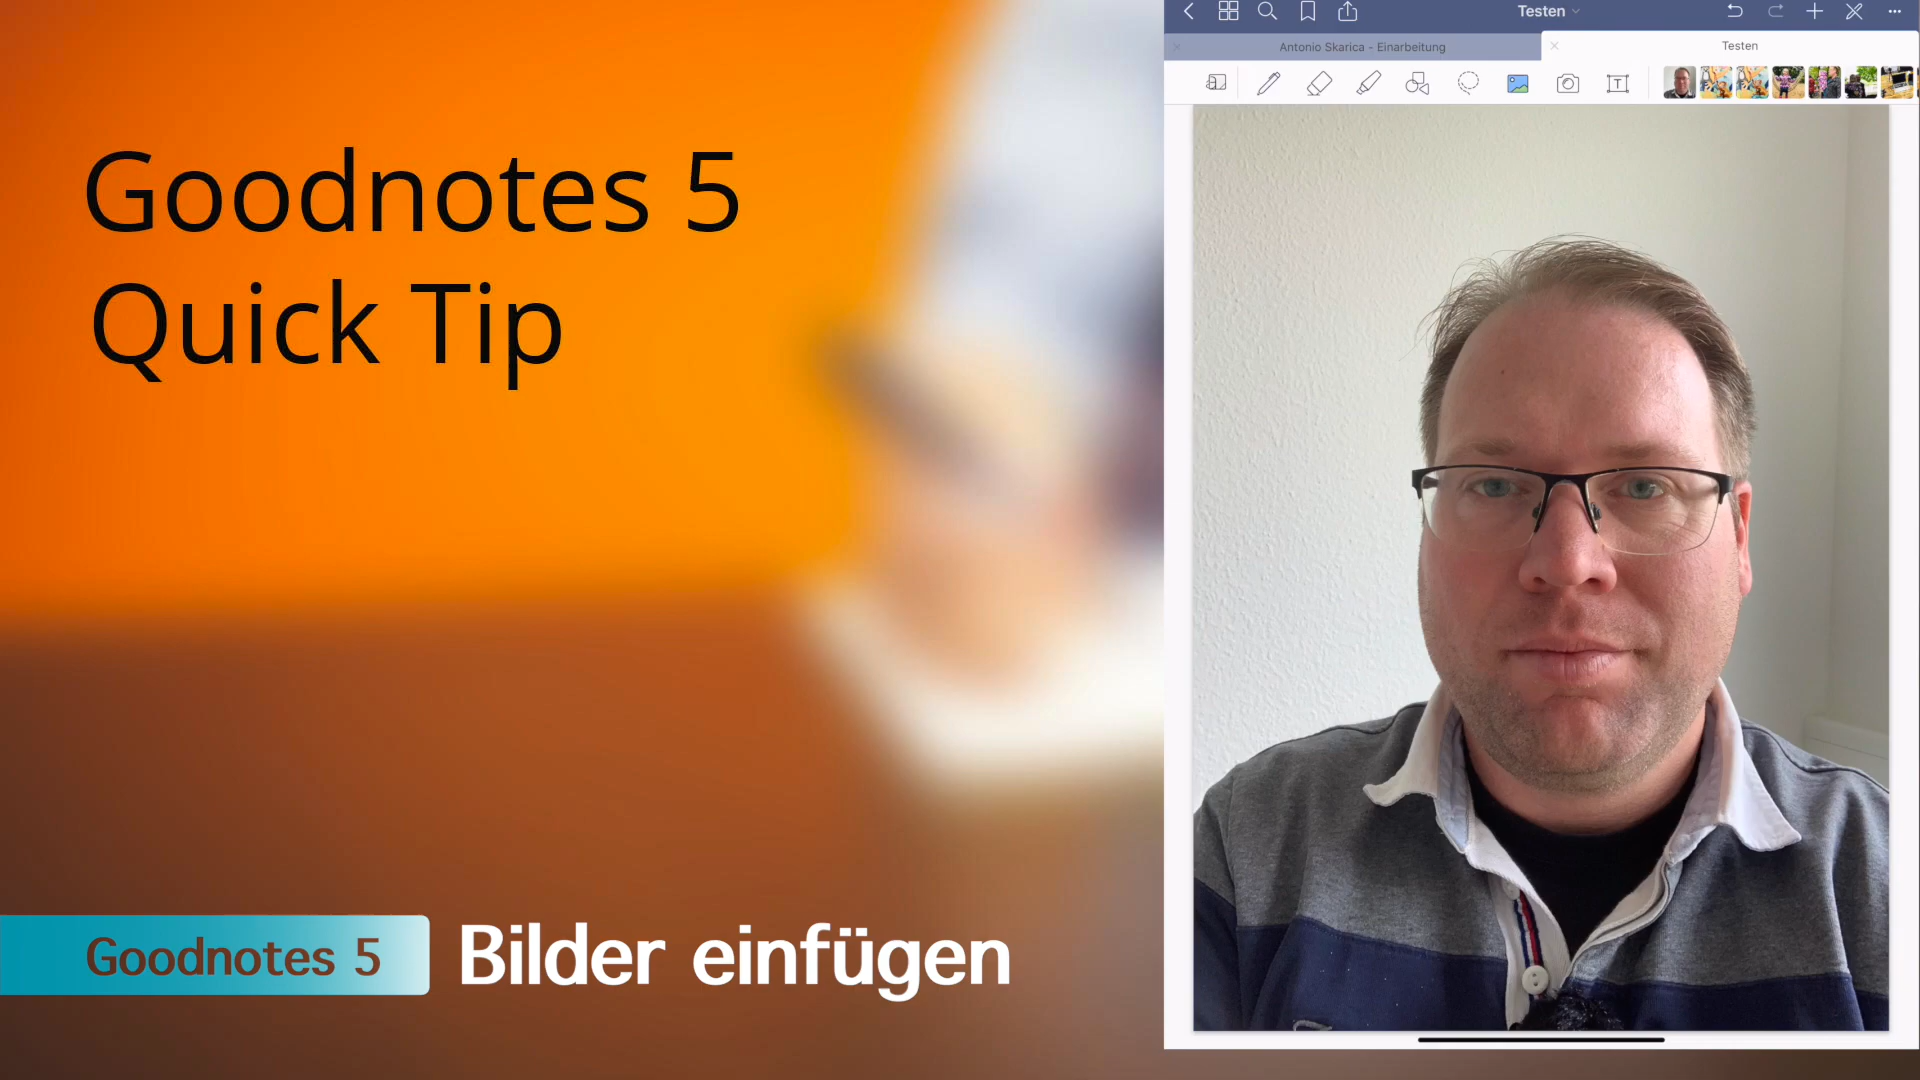 Goodnotes 5
Quick Tip
Testen
Antonio Skarica - Einarbeitung
Testen
T
Goodnotes 5
Bilder einfügen